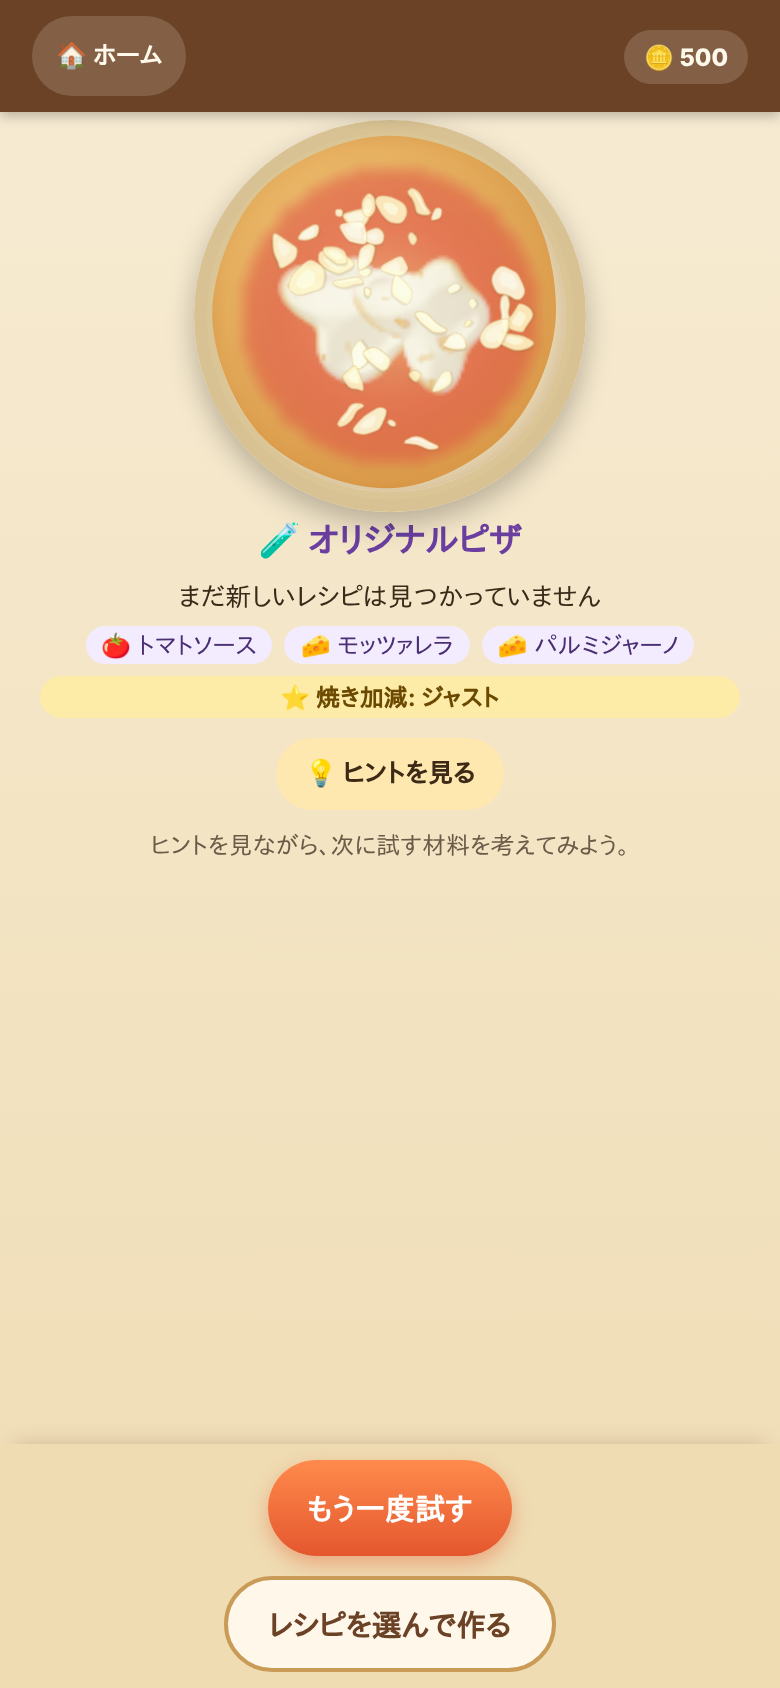 🏠 ホーム
🪙 500
🧪 オリジナルピザ
まだ新しいレシピは見つかっていません
🍅 トマトソース 🧀 モッツァレラ 🧀 パルミジャーノ
⭐ 焼き加減: ジャスト
💡 ヒントを見る
ヒントを見ながら、次に試す材料を考えてみよう。
もう一度試す
レシピを選んで作る